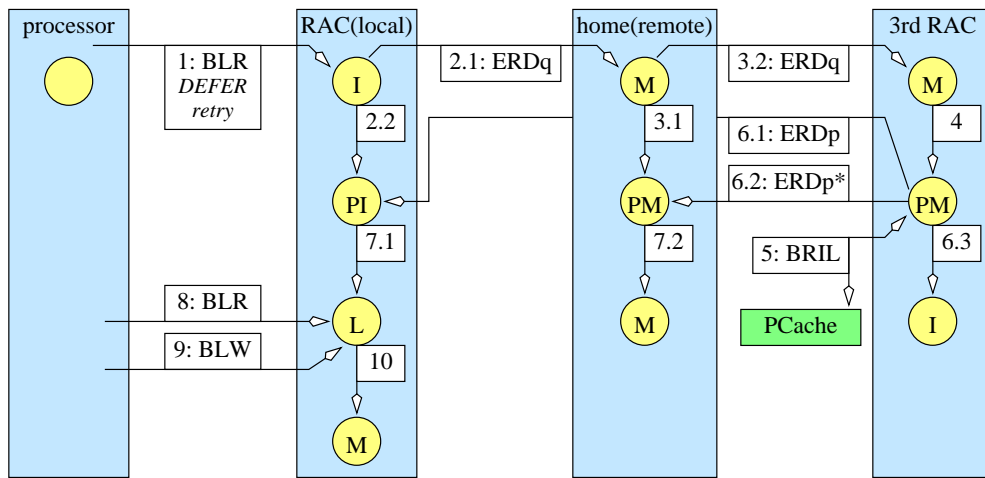 processor
RAC(local)
home(remote)
3rd RAC
1: BLR
DEFER
retry
2.1: ERDq
3.2: ERDq
I
M
M
2.2
3.1
4
6.1: ERDp
6.2: ERDp*
PI
PM
PM
7.1
7.2
6.3
5: BRIL
8: BLR
L
M
PCache
I
9: BLW
10
M